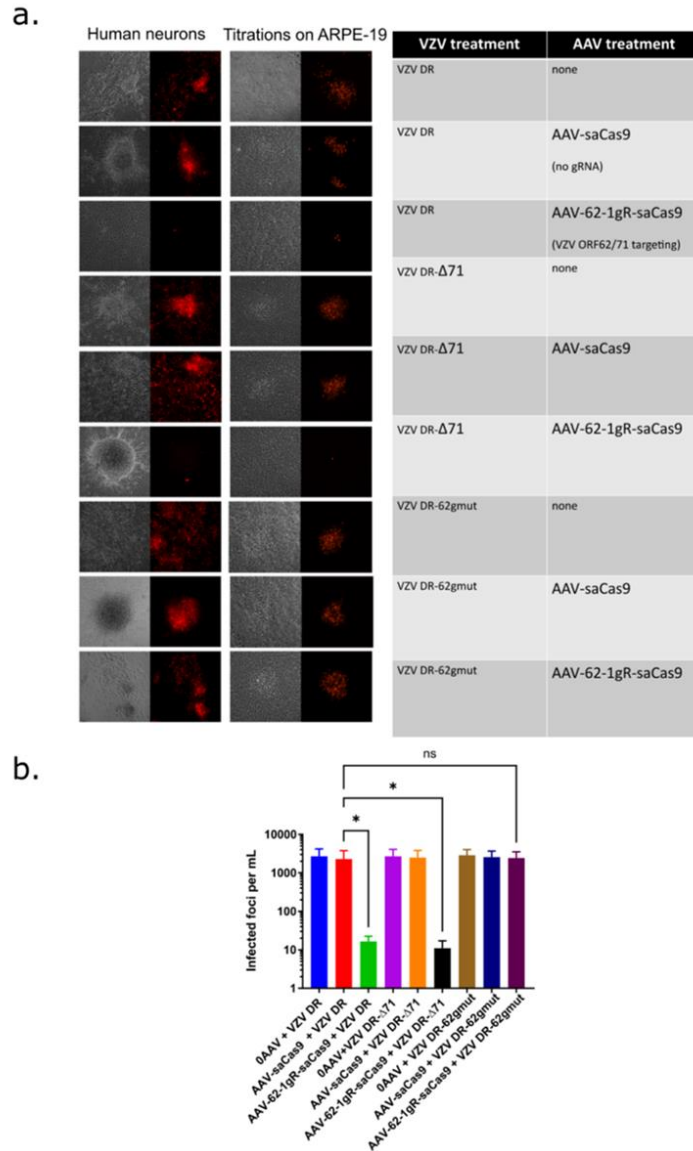 a.
Human neurons
Titrations on ARPE-19
VZV treatment AAV treatment
VZV DR none
VZV DR AAV-saCas9
(no gRNA)
VZV DR AAV-62-1gR-saCas9
(VZV ORF62/71 targeting)
VZV DR-Δ71 none
VZV DR-Δ71 AAV-saCas9
VZV DR-Δ71 AAV-62-1gR-saCas9
VZV DR-62gmut none
VZV DR-62gmut AAV-saCas9
VZV DR-62gmut AAV-62-1gR-saCas9
b.
ns
*
*
Infected foci per mL
10000
1000
100
10
1
0AAV + VZV DR
AAV-saCas9 + VZV DR
AAV-62-1gR-saCas9 + VZV DR
0AAV+VZV DR-Δ71
AAV-saCas9 + VZV DR-Δ71
AAV-62-1gR-saCas9 + VZV DR-Δ71
0AAV + VZV DR-62gmut
AAV-saCas9 + VZV DR-62gmut
AAV-62-1gR-saCas9 + VZV DR-62gmut